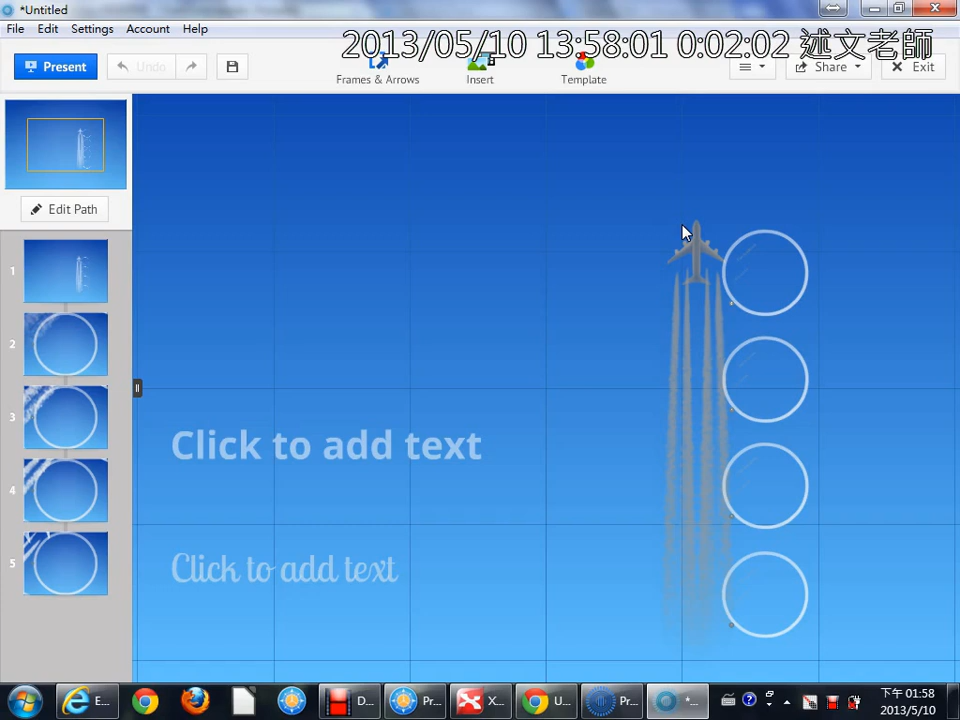 *Untitled
File Edit Settings Account Help
2013/05/10 13:58:01 0:02:02 述文老師
Present Undo Frames & Arrows Insert Template Share Exit
Edit Path
1
2
3
4
5
Click to add text
Click to add text
E... D... Pr... X... U... Pr... *...
下午 01:58
2013/5/10